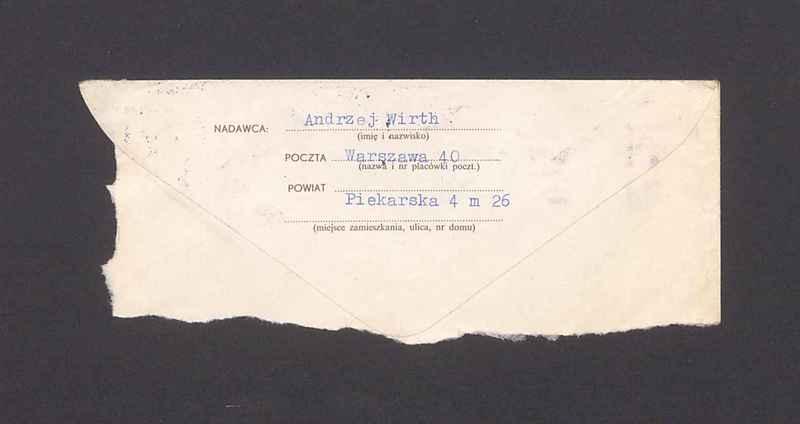 NADAWCA: Andrzej Wirth
(imię i nazwisko)
POCZTA Warszawa 40
(nazwa i nr placówki poczt.)
POWIAT
Piekarska 4 m 26
(miejsce zamieszkania, ulica, nr domu)